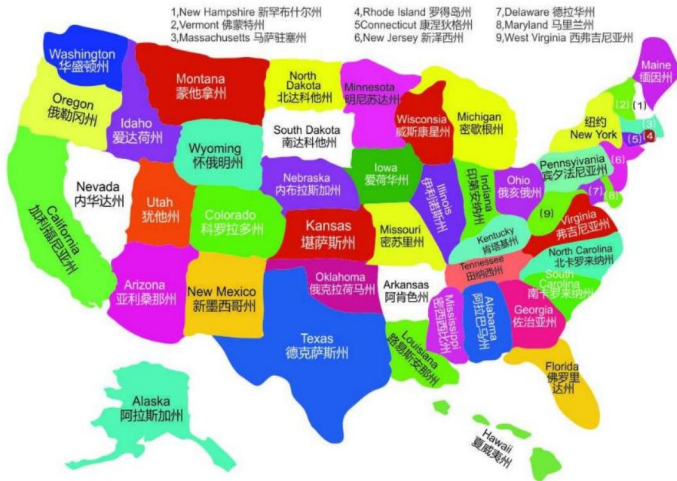 1,New Hampshire 新罕布什尔州
4,Rhode Island 罗得岛州
7,Delaware 德拉华州
2,Vermont 佛蒙特州
5Connecticut 康涅狄格州
8,Maryland 马里兰州
3,Massachusetts 马萨驻塞州
6,New Jersey 新泽西州
9,West Virginia 西弗吉尼亚州
Washington
华盛顿州
Montana
蒙他拿州
North
Dakota
北达科他州
Minnesota
明尼苏达州
Maine
缅因州
Oregon
俄勒冈州
Idaho
爱达荷州
Wyoming
怀俄明州
South Dakota
南达科他州
Wisconsin
威斯康星州
Michigan
密歇根州
(2)
(1)
纽约
New York
(3)
(5)
(4)
Nevada
内华达州
Utah
犹他州
Colorado
科罗拉多州
Nebraska
内布拉斯加州
Iowa
爱荷华州
Illinois
伊利诺斯州
Indiana
印第安纳州
Ohio
俄亥俄州
Pennsyivania
宾夕法尼亚州
(6)
(7)
(8)
(9)
California
加利福尼亚州
Kansas
堪萨斯州
Missouri
密苏里州
Kentucky
肯塔基州
Virginia
弗吉尼亚州
Arizona
亚利桑那州
New Mexico
新墨西哥州
Oklahoma
俄克拉荷马州
Arkansas
阿肯色州
Tennessee
田纳西州
North Carolina
北卡罗来纳州
South
Carolina
南卡罗来纳州
Texas
德克萨斯州
Louisiana
路易斯安那州
Mississippi
密西西比州
Alabama
阿拉巴马州
Georgia
佐治亚州
Florida
佛罗里
达州
Alaska
阿拉斯加州
Hawaii
夏威夷州